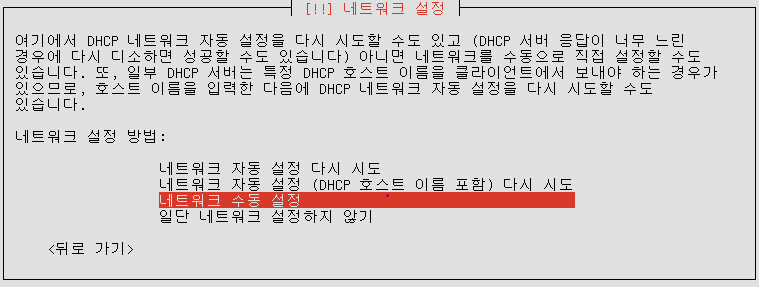 [!!] 네트워크 설정
여기에서 DHCP 네트워크 자동 설정을 다시 시도할 수도 있고 (DHCP 서버 응답이 너무 느린
경우에 다시 디소하면 성공할 수도 있습니다) 아니면 네트워크를 수동으로 직접 설정할 수도
있습니다. 또, 일부 DHCP 서버는 특정 DHCP 호스트 이름을 클라이언트에서 보내야 하는 경우가
있으므로, 호스트 이름을 입력한 다음에 DHCP 네트워크 자동 설정을 다시 시도할 수도
있습니다.
네트워크 설정 방법:
네트워크 자동 설정 다시 시도
네트워크 자동 설정 (DHCP 호스트 이름 포함) 다시 시도
네트워크 수동 설정
일단 네트워크 설정하지 않기
<뒤로 가기>